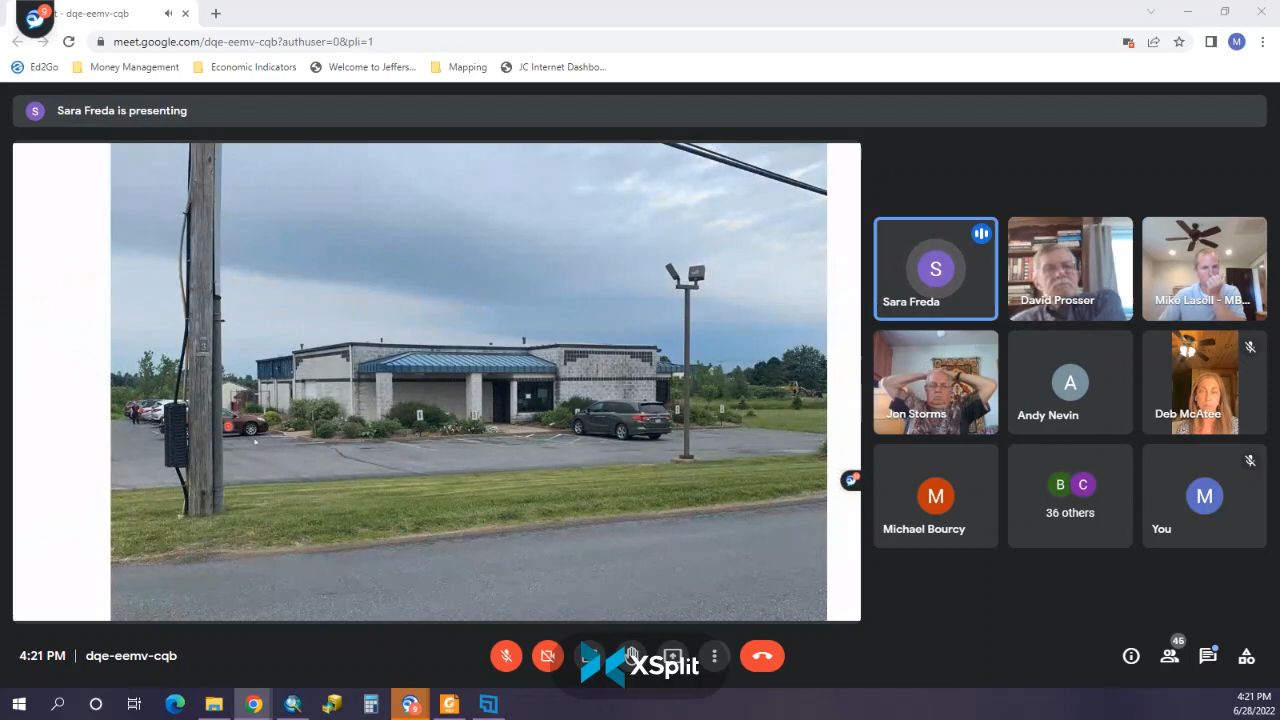 9
t - dqe-eemv-cqb
meet.google.com/dqe-eemv-cqb?authuser=0&pli=1
M
Ed2Go
Money Management
Economic Indicators
Welcome to Jeffers...
Mapping
JC Internet Dashbo...
S
Sara Freda is presenting
S
Sara Freda
David Prosser
Mike Lasell - MB...
Jon Storms
A
Andy Nevin
Deb McAtee
M
Michael Bourcy
B C
36 others
M
You
4:21 PM | dqe-eemv-cqb
XSplit
45
9
4:21 PM
6/28/2022